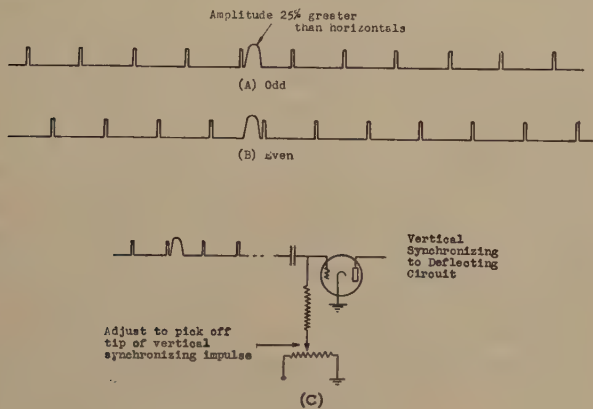 Amplitude 25% greater
than horizontals
(A) Odd
(B) Even
Vertical
Synchronizing
to Deflecting
Circuit
Adjust to pick off
tip of vertical
synchronizing impulse
(C)